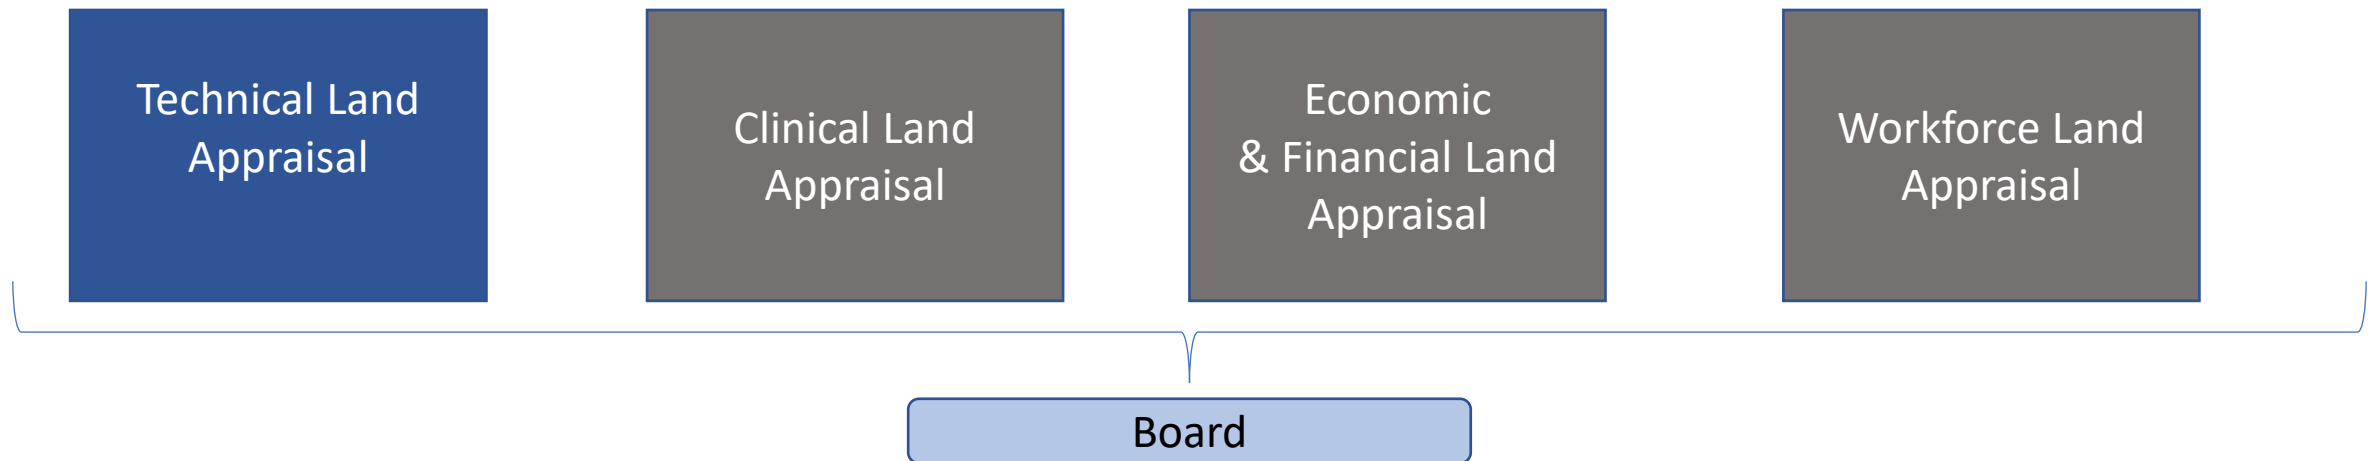 Technical Land
Appraisal
Clinical Land
Appraisal
Economic
& Financial Land
Appraisal
Workforce Land
Appraisal
Board